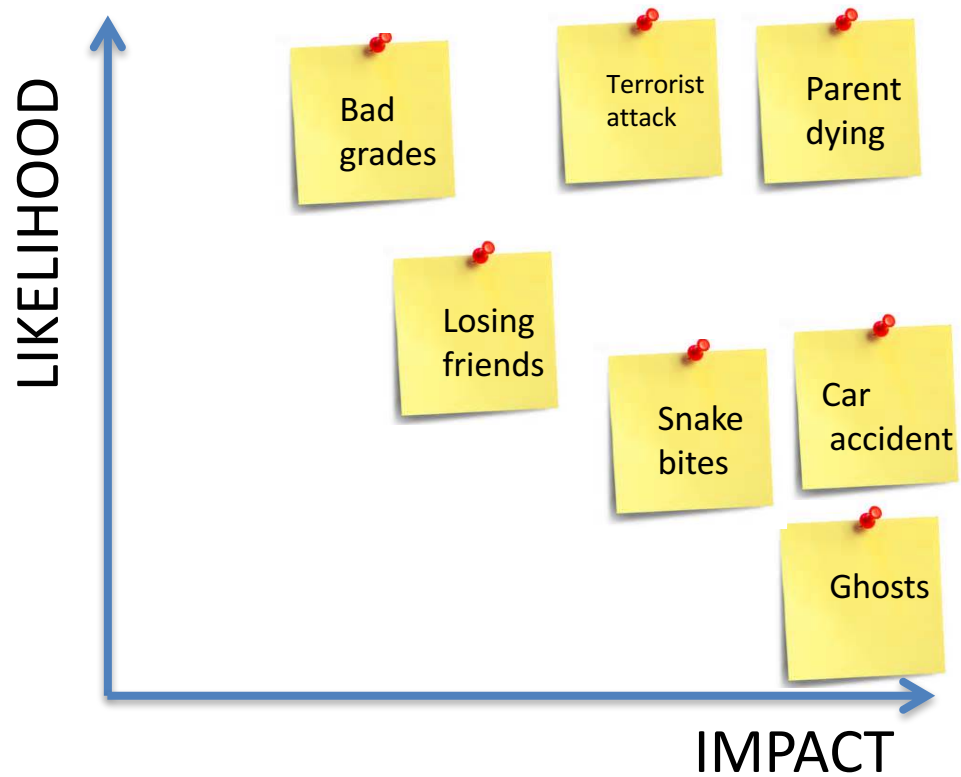 LIKELIHOOD
Bad
grades
Terrorist
attack
Parent
dying
Losing
friends
Snake
bites
Car
accident
Ghosts
IMPACT